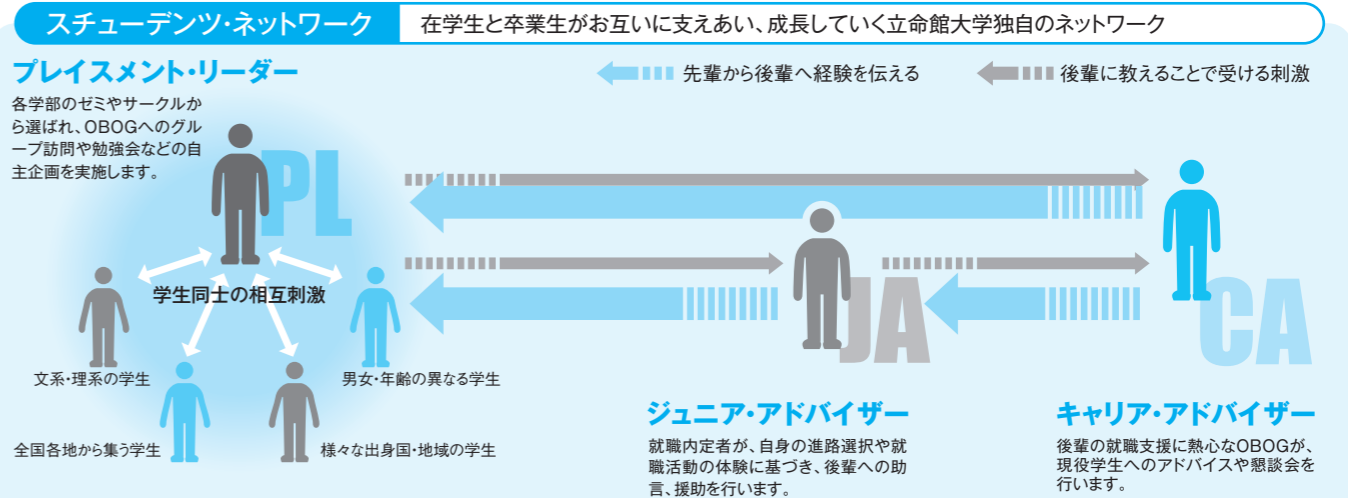 スチューデンツ・ネットワーク
在学生と卒業生がお互いに支えあい、成長していく立命館大学独自のネットワーク
プレイスメント・リーダー
各学部のゼミやサークルか
ら選ばれ、OBOGへのグル
ープ訪問や勉強会などの自
主企画を実施します。
先輩から後輩へ経験を伝える
後輩に教えることで受ける刺激
PL
学生同士の相互刺激
文系・理系の学生
男女・年齢の異なる学生
全国各地から集う学生
様々な出身国・地域の学生
JA
ジュニア・アドバイザー
就職内定者が、自身の進路選択や就
職活動の体験に基づき、後輩への助
言、援助を行います。
CA
キャリア・アドバイザー
後輩の就職支援に熱心なOBOGが、
現役学生へのアドバイスや懇談会を
行います。